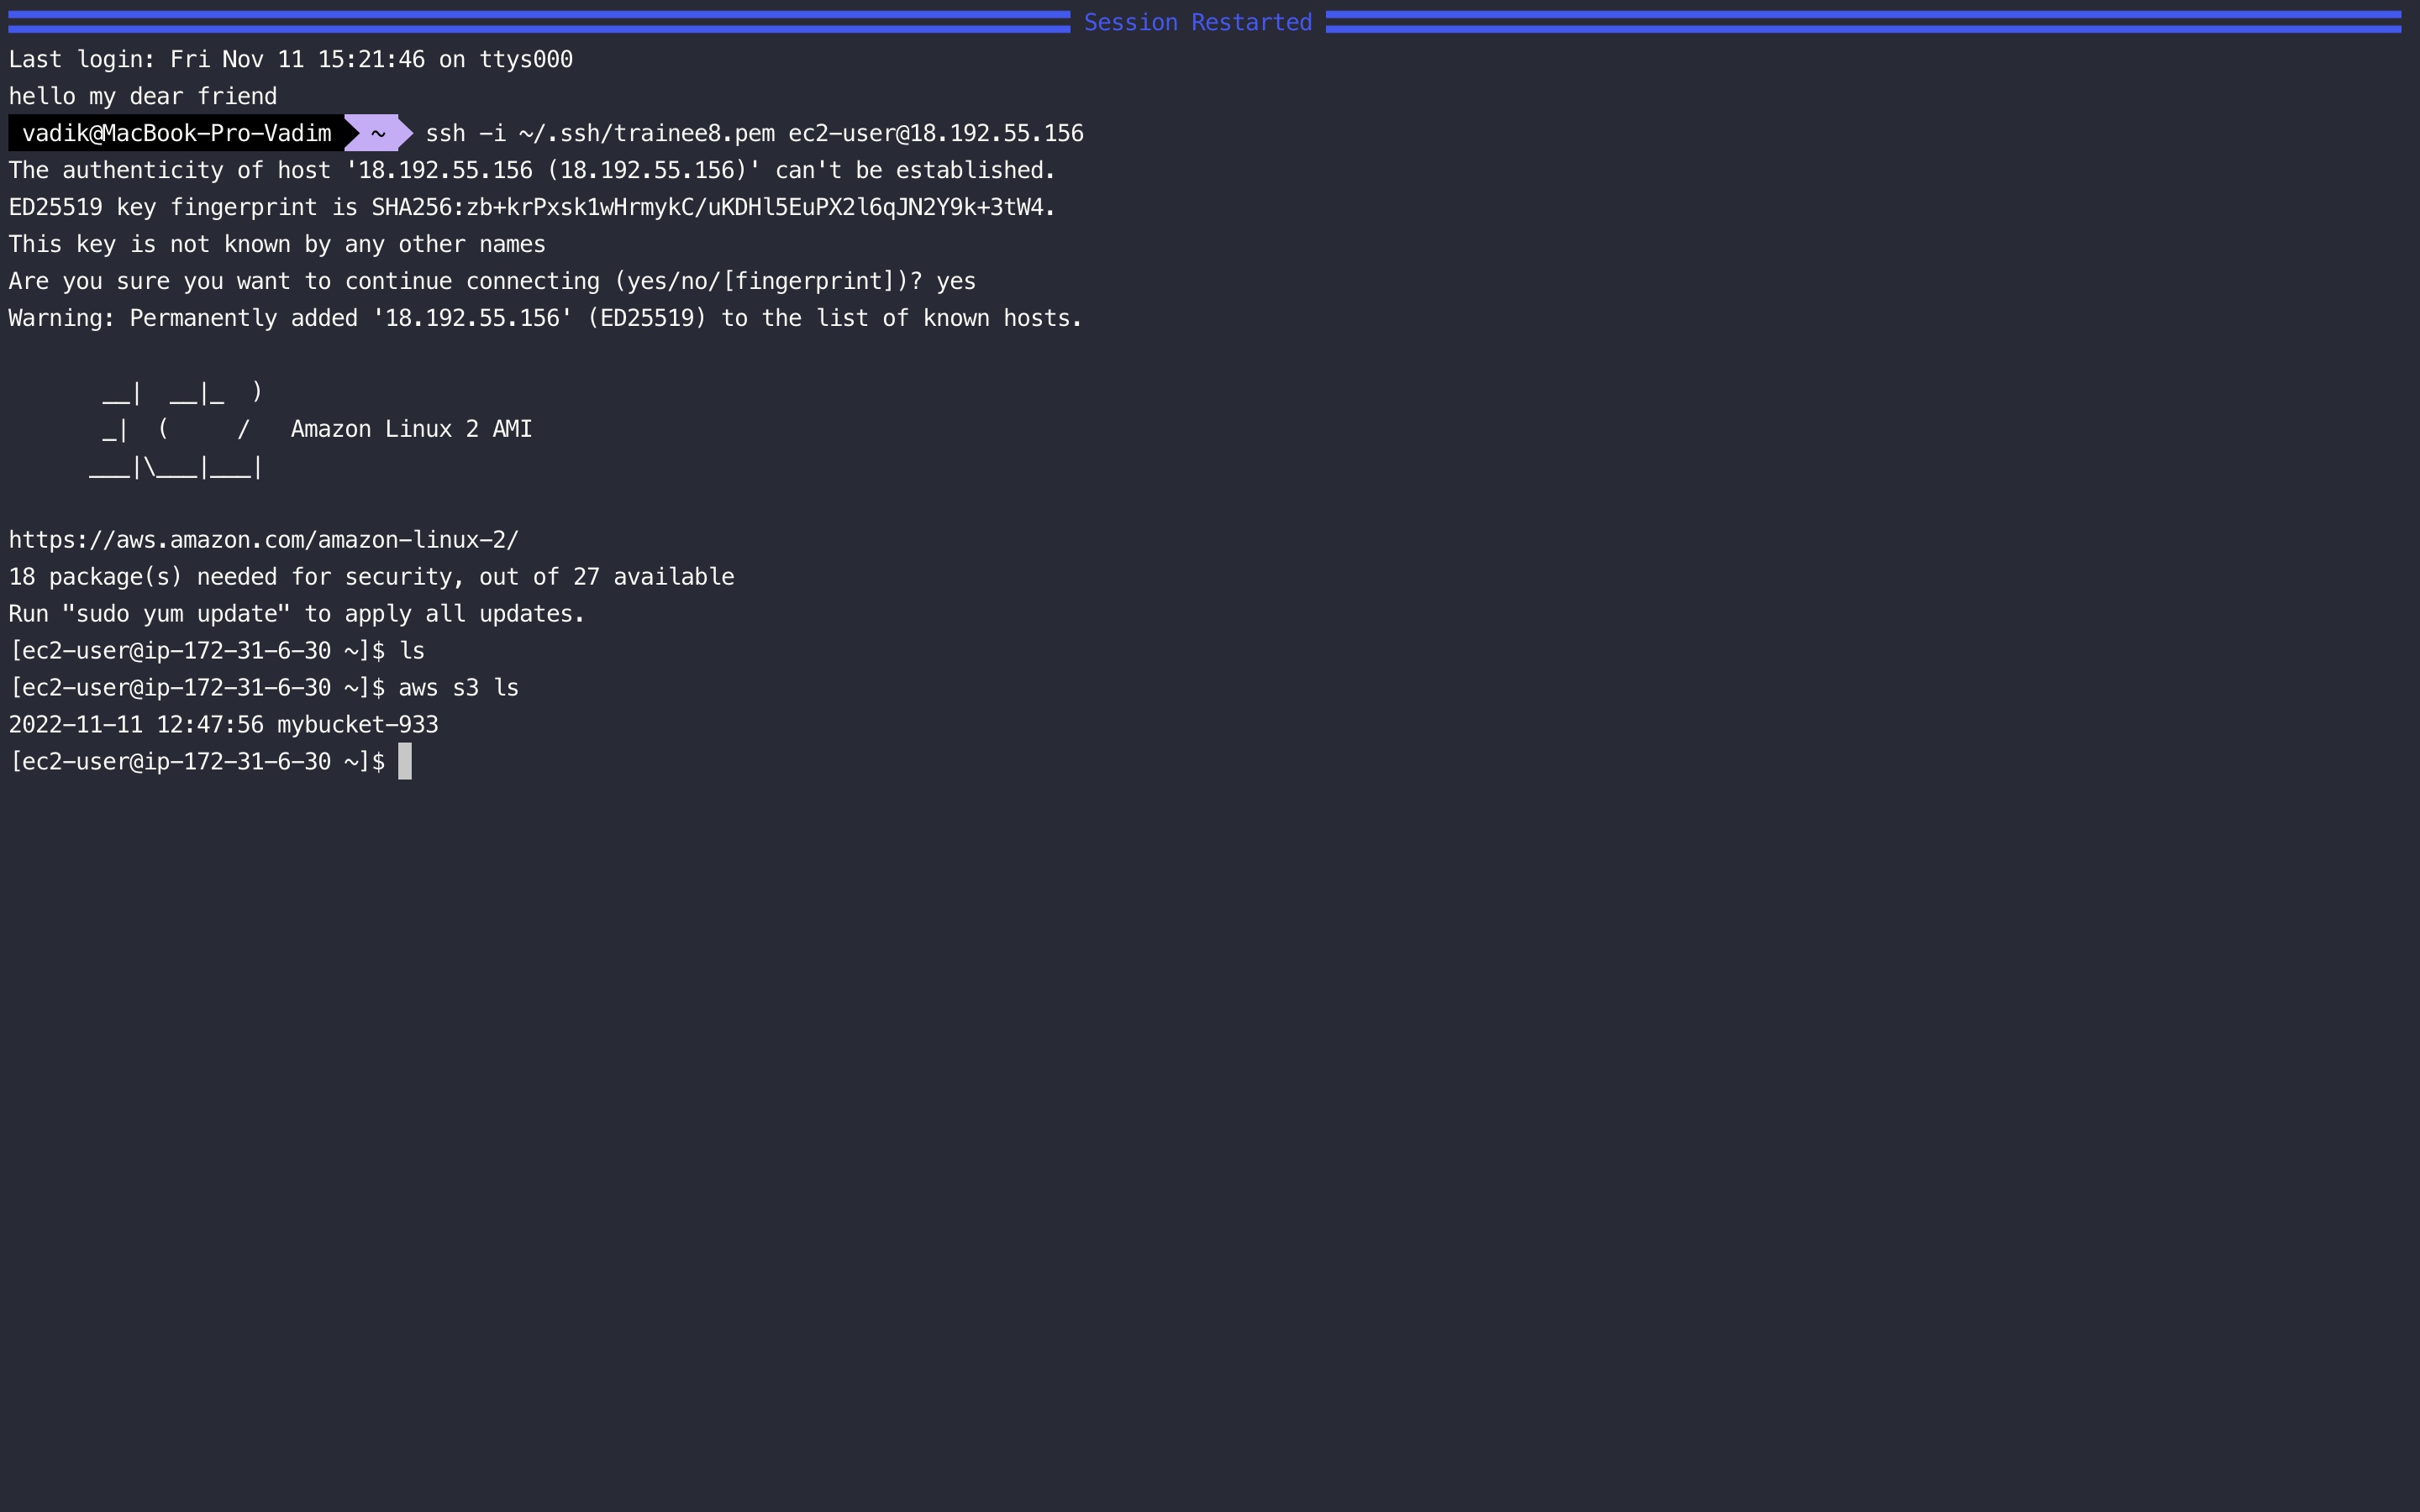 Session Restarted
Last login: Fri Nov 11 15:21:46 on ttys000
hello my dear friend
vadik@MacBook-Pro-Vadim ~ ssh -i ~/.ssh/trainee8.pem ec2-user@18.192.55.156
The authenticity of host '18.192.55.156 (18.192.55.156)' can't be established.
ED25519 key fingerprint is SHA256:zb+krPxsk1wHrmykC/uKDHl5EuPX2l6qJN2Y9k+3tW4.
This key is not known by any other names
Are you sure you want to continue connecting (yes/no/[fingerprint])? yes
Warning: Permanently added '18.192.55.156' (ED25519) to the list of known hosts.
       __|  __|_  )
       _|  (     /   Amazon Linux 2 AMI
      ___|\___|___|
https://aws.amazon.com/amazon-linux-2/
18 package(s) needed for security, out of 27 available
Run "sudo yum update" to apply all updates.
[ec2-user@ip-172-31-6-30 ~]$ ls
[ec2-user@ip-172-31-6-30 ~]$ aws s3 ls
2022-11-11 12:47:56 mybucket-933
[ec2-user@ip-172-31-6-30 ~]$